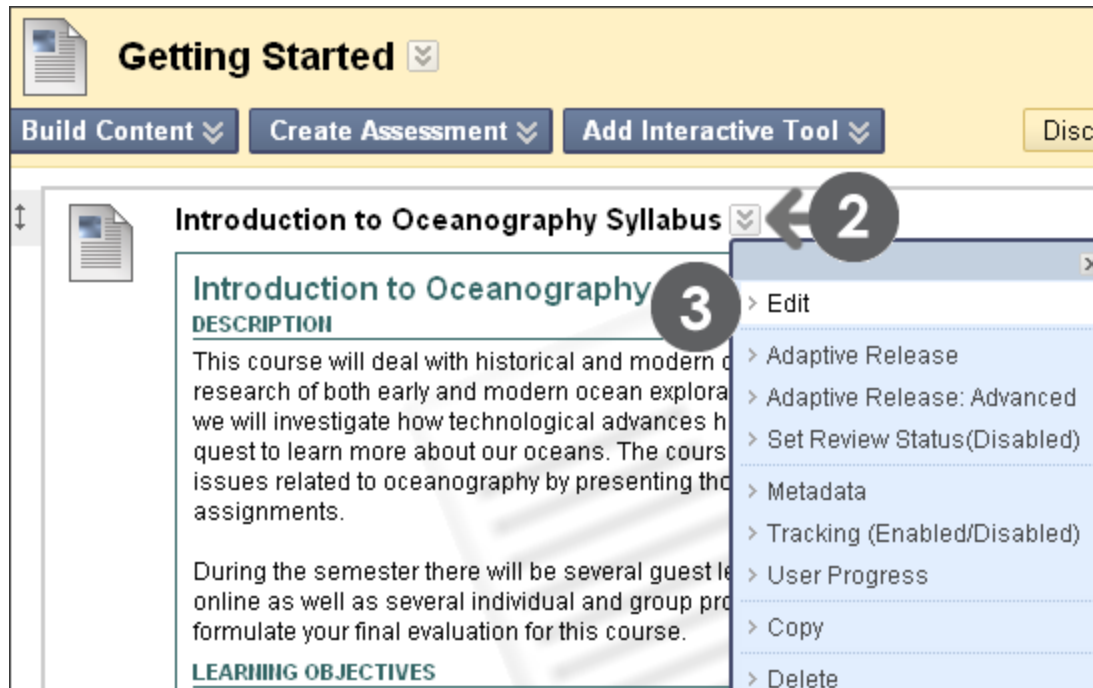 Getting Started
Build Content
Create Assessment
Add Interactive Tool
Disc
Introduction to Oceanography Syllabus
2
Introduction to Oceanography
3
DESCRIPTION
This course will deal with historical and modern
research of both early and modern ocean explora
we will investigate how technological advances h
quest to learn more about our oceans. The cours
issues related to oceanography by presenting tho
assignments.
During the semester there will be several guest le
online as well as several individual and group pro
formulate your final evaluation for this course.
LEARNING OBJECTIVES
Edit
Adaptive Release
Adaptive Release: Advanced
Set Review Status(Disabled)
Metadata
Tracking (Enabled/Disabled)
User Progress
Copy
Delete